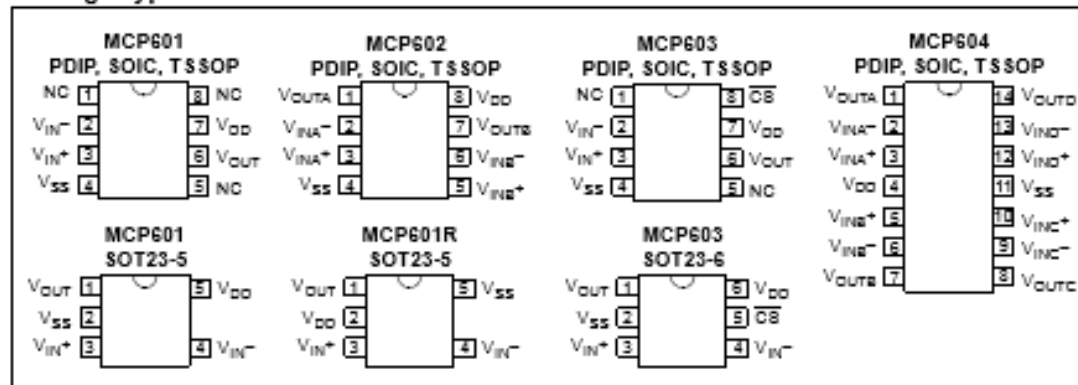 MCP601
PDIP, SOIC, TSSOP
NC 1 8 NC
VIN– 2 7 VDD
VIN+ 3 6 VOUT
VSS 4 5 NC
MCP602
PDIP, SOIC, TSSOP
VOUTA 1 8 VDD
VINA– 2 7 VOUTB
VINA+ 3 6 VINB–
VSS 4 5 VINB+
MCP603
PDIP, SOIC, TSSOP
NC 1 8 CS
VIN– 2 7 VDD
VIN+ 3 6 VOUT
VSS 4 5 NC
MCP604
PDIP, SOIC, TSSOP
VOUTA 1 14 VOUTD
VINA– 2 13 VIND–
VINA+ 3 12 VIND+
VDD 4 11 VSS
VINB+ 5 10 VINC+
VINB– 6 9 VINC–
VOUTB 7 8 VOUTC
MCP601
SOT23-5
VOUT 1 5 VDD
VSS 2
VIN+ 3 4 VIN–
MCP601R
SOT23-5
VOUT 1 5 VSS
VDD 2
VIN+ 3 4 VIN–
MCP603
SOT23-6
VOUT 1 6 VDD
VSS 2 5 CS
VIN+ 3 4 VIN–